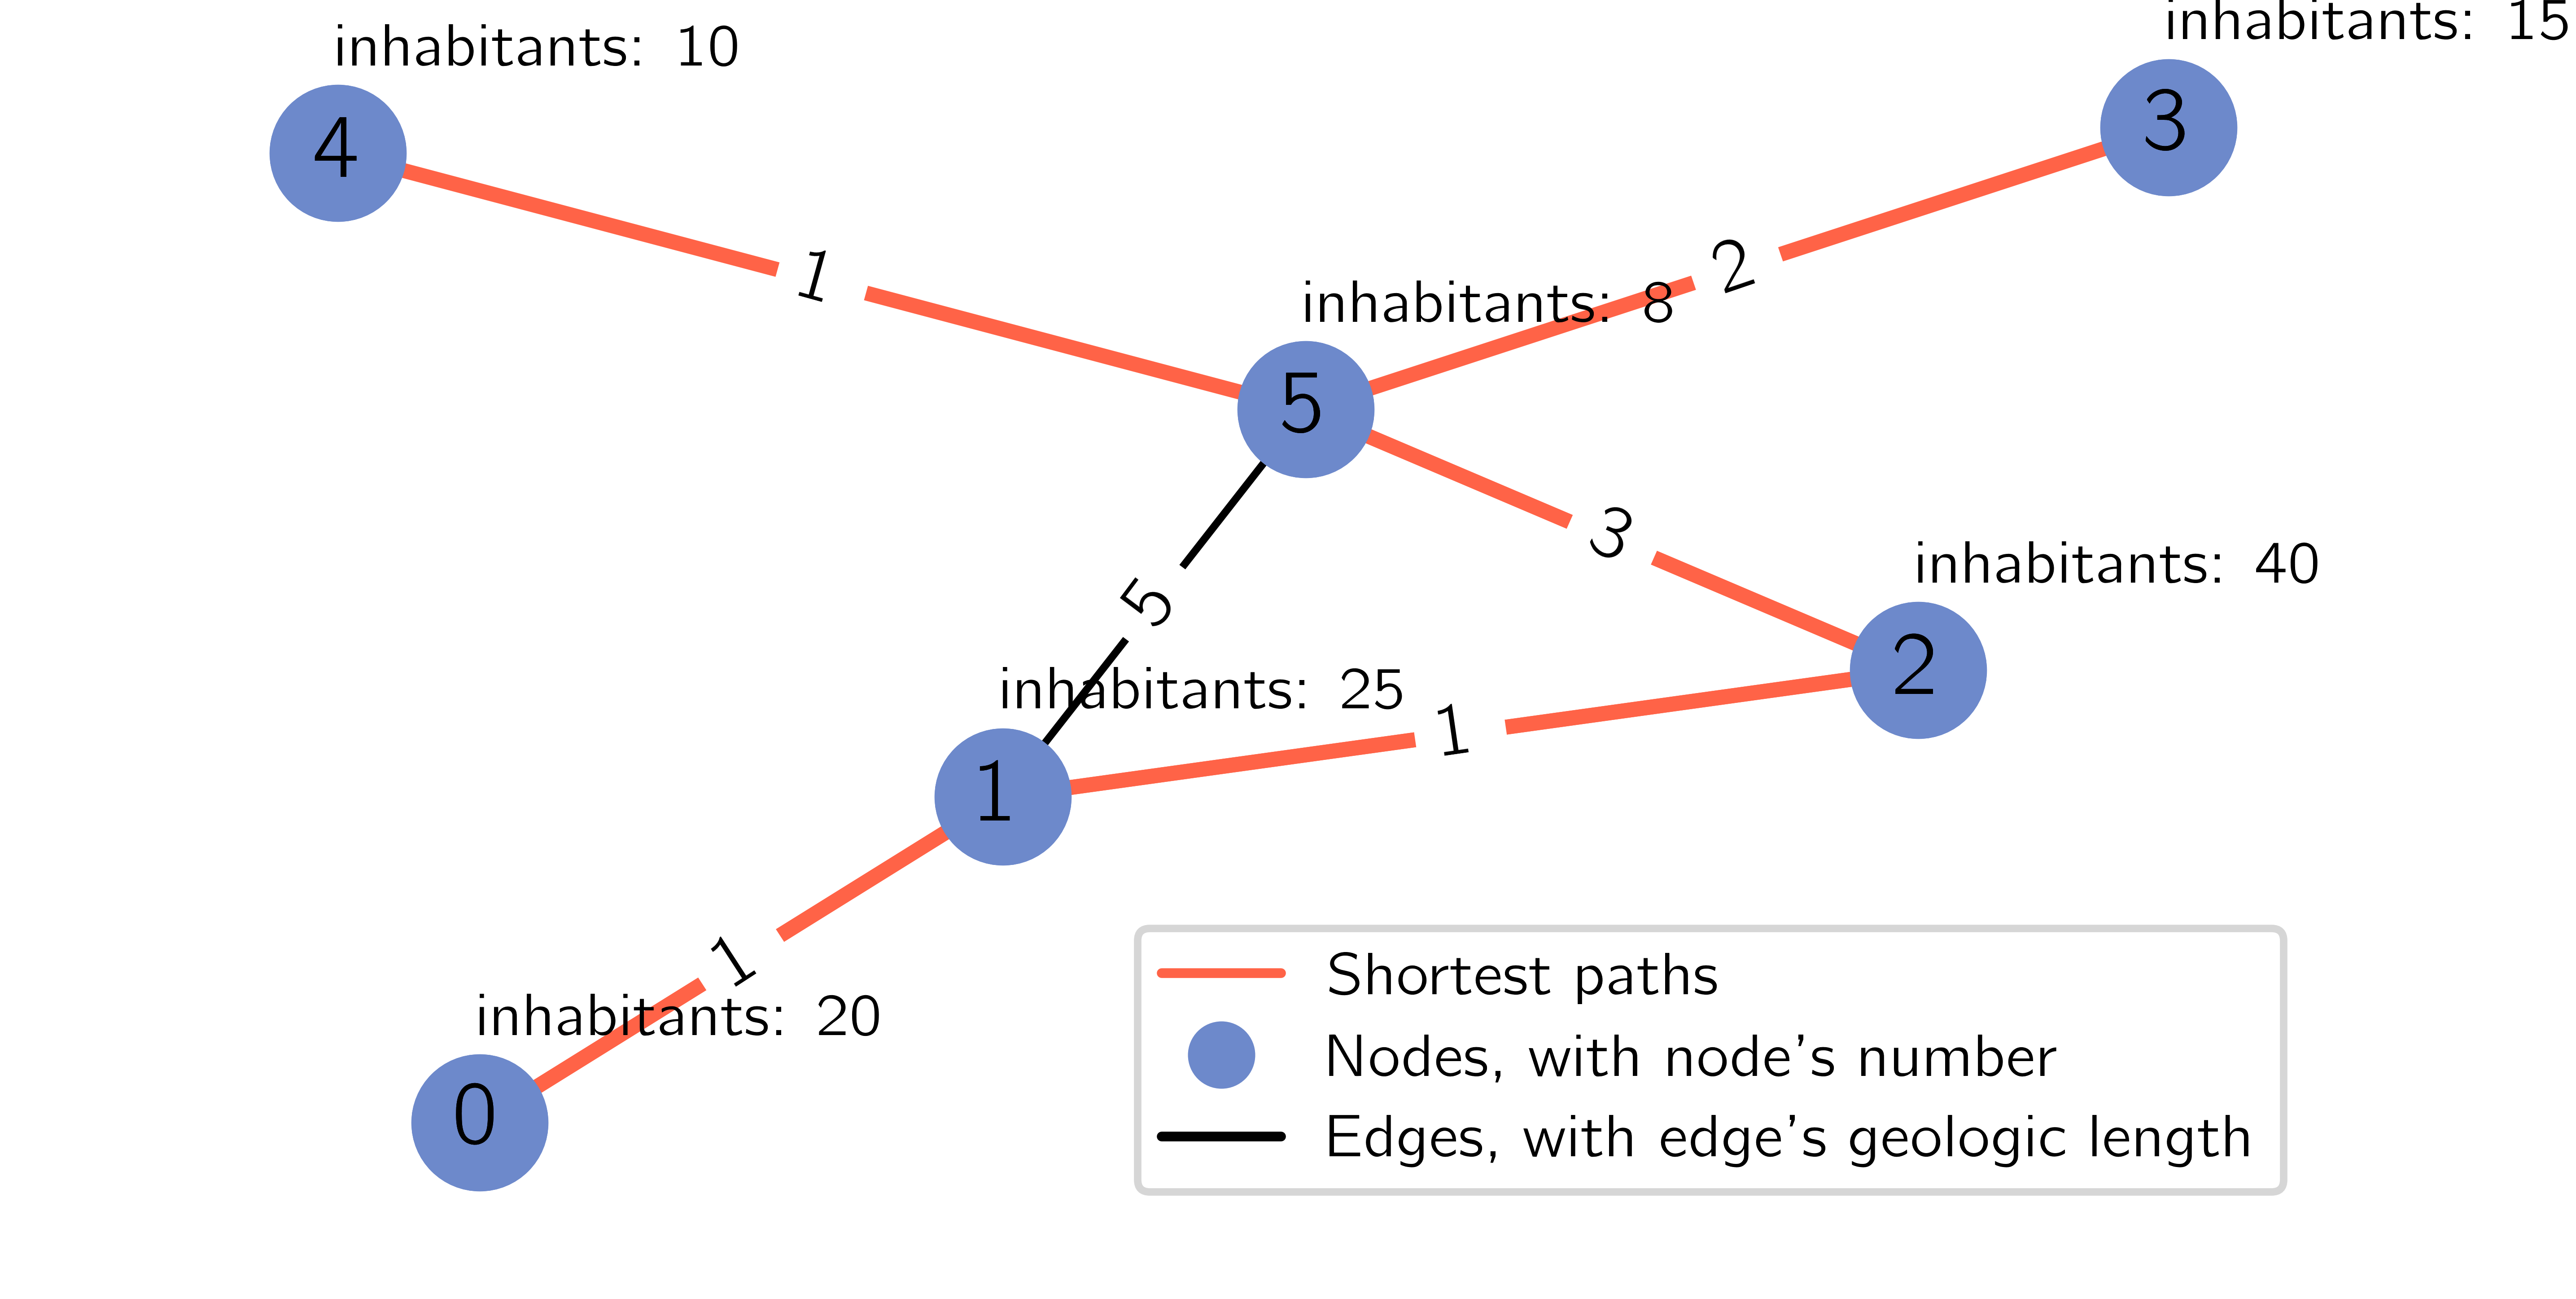 inhabitants: 15
inhabitants: 10
3
4
1
2
inhabitants: 8
5
3
inhabitants: 40
5
2
inhabitants: 25
1
1
1
inhabitants: 20
0
Shortest paths
Nodes, with node's number
Edges, with edge's geologic length